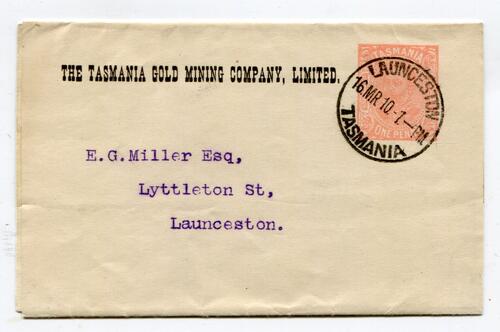 TASMANIA
ONE PENNY
LAUNCESTON
16.MR.10-1-PM
TASMANIA
THE TASMANIA GOLD MINING COMPANY, LIMITED.
E.G.Miller Esq,
Lyttleton St,
Launceston.